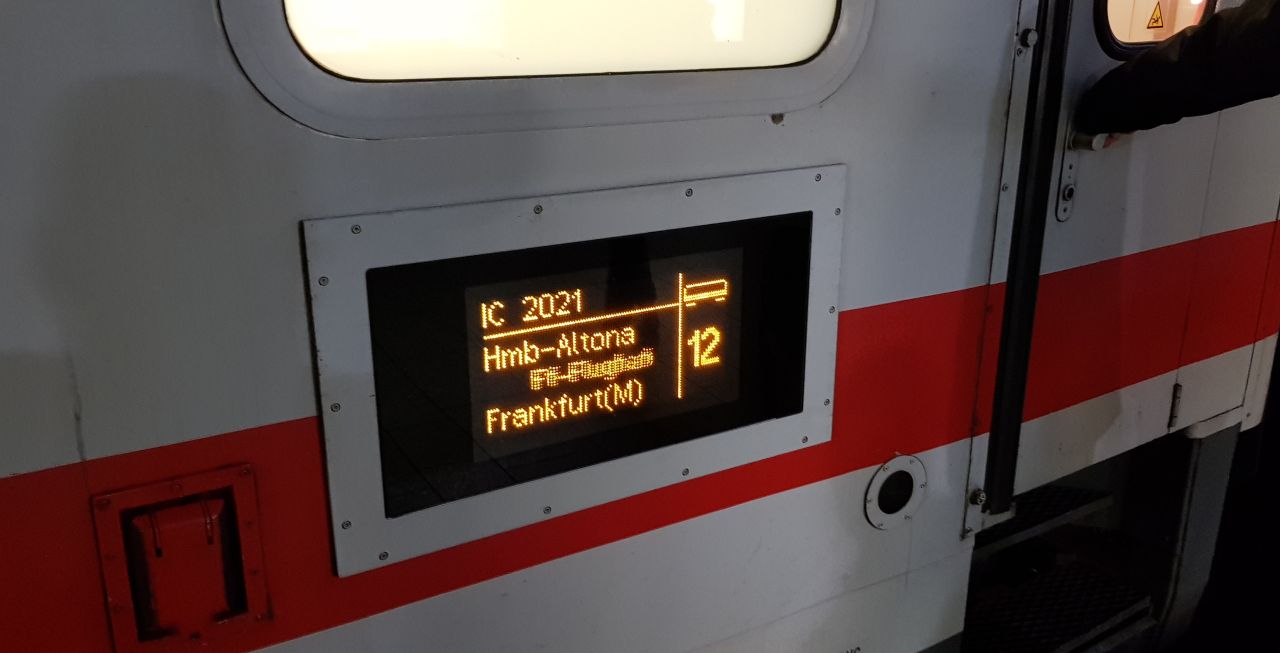 IC 2021
12
Hmb-Altona
Frankfurt(M)